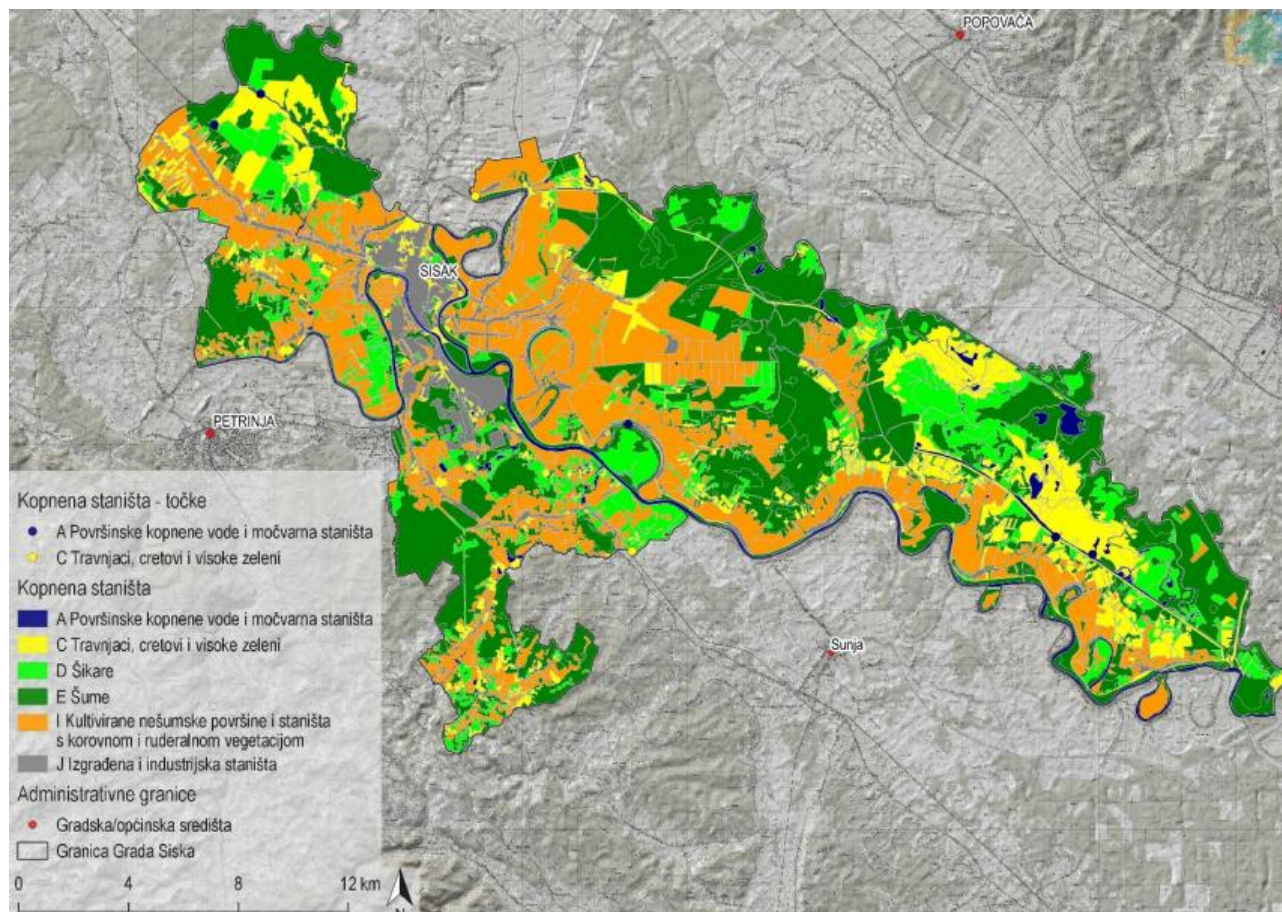 POPOVAČA
SISAK
PETRINJA
Sunja
Kopnena staništa - točke
A Površinske kopnene vode i močvarna staništa
C Travnjaci, cretovi i visoke zeleni
Kopnena staništa
A Površinske kopnene vode i močvarna staništa
C Travnjaci, cretovi i visoke zeleni
D Šikare
E Šume
I Kultivirane nešumske površine i staništa
s korovnom i ruderalnom vegetacijom
J Izgrađena i industrijska staništa
Administrativne granice
Gradska/općinska središta
Granica Grada Siska
0 4 8 12 km